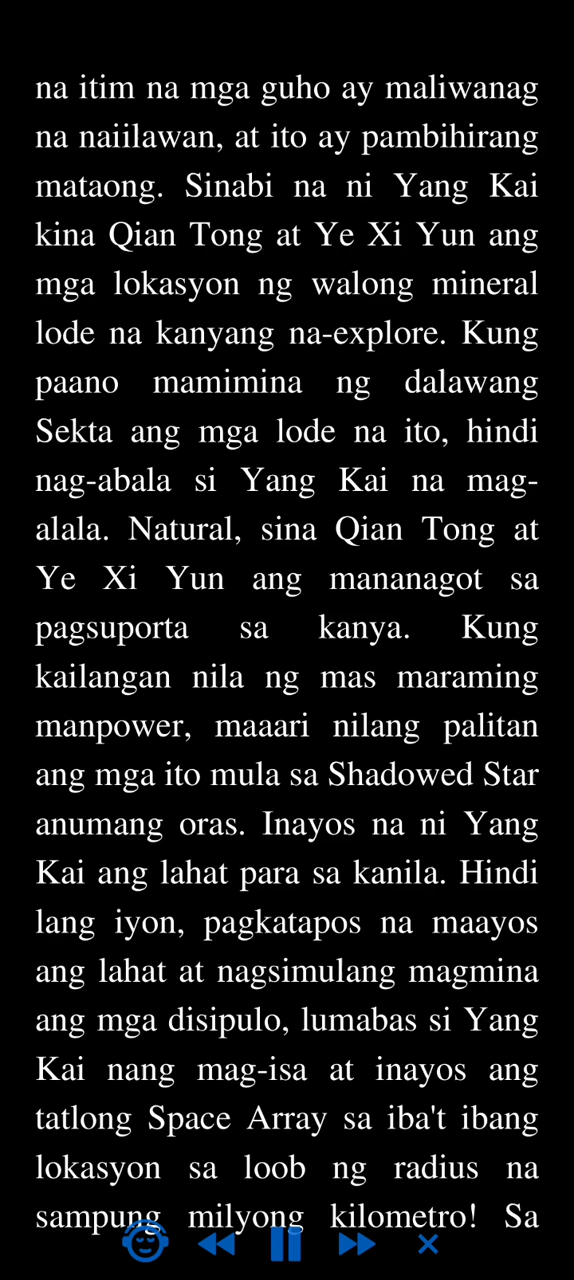 na itim na mga guho ay maliwanag
na naiilawan, at ito ay pambihirang
mataong. Sinabi na ni Yang Kai
kina Qian Tong at Ye Xi Yun ang
mga lokasyon ng walong mineral
lode na kanyang na-explore. Kung
paano mamimina ng dalawang
Sekta ang mga lode na ito, hindi
nag-abala si Yang Kai na mag-
alala. Natural, sina Qian Tong at
Ye Xi Yun ang mananagot sa
pagsuporta sa kanya. Kung
kailangan nila ng mas maraming
manpower, maaari nilang palitan
ang mga ito mula sa Shadowed Star
anumang oras. Inayos na ni Yang
Kai ang lahat para sa kanila. Hindi
lang iyon, pagkatapos na maayos
ang lahat at nagsimulang magmina
ang mga disipulo, lumabas si Yang
Kai nang mag-isa at inayos ang
tatlong Space Array sa iba't ibang
lokasyon sa loob ng radius na
sampung milyong kilometro! Sa